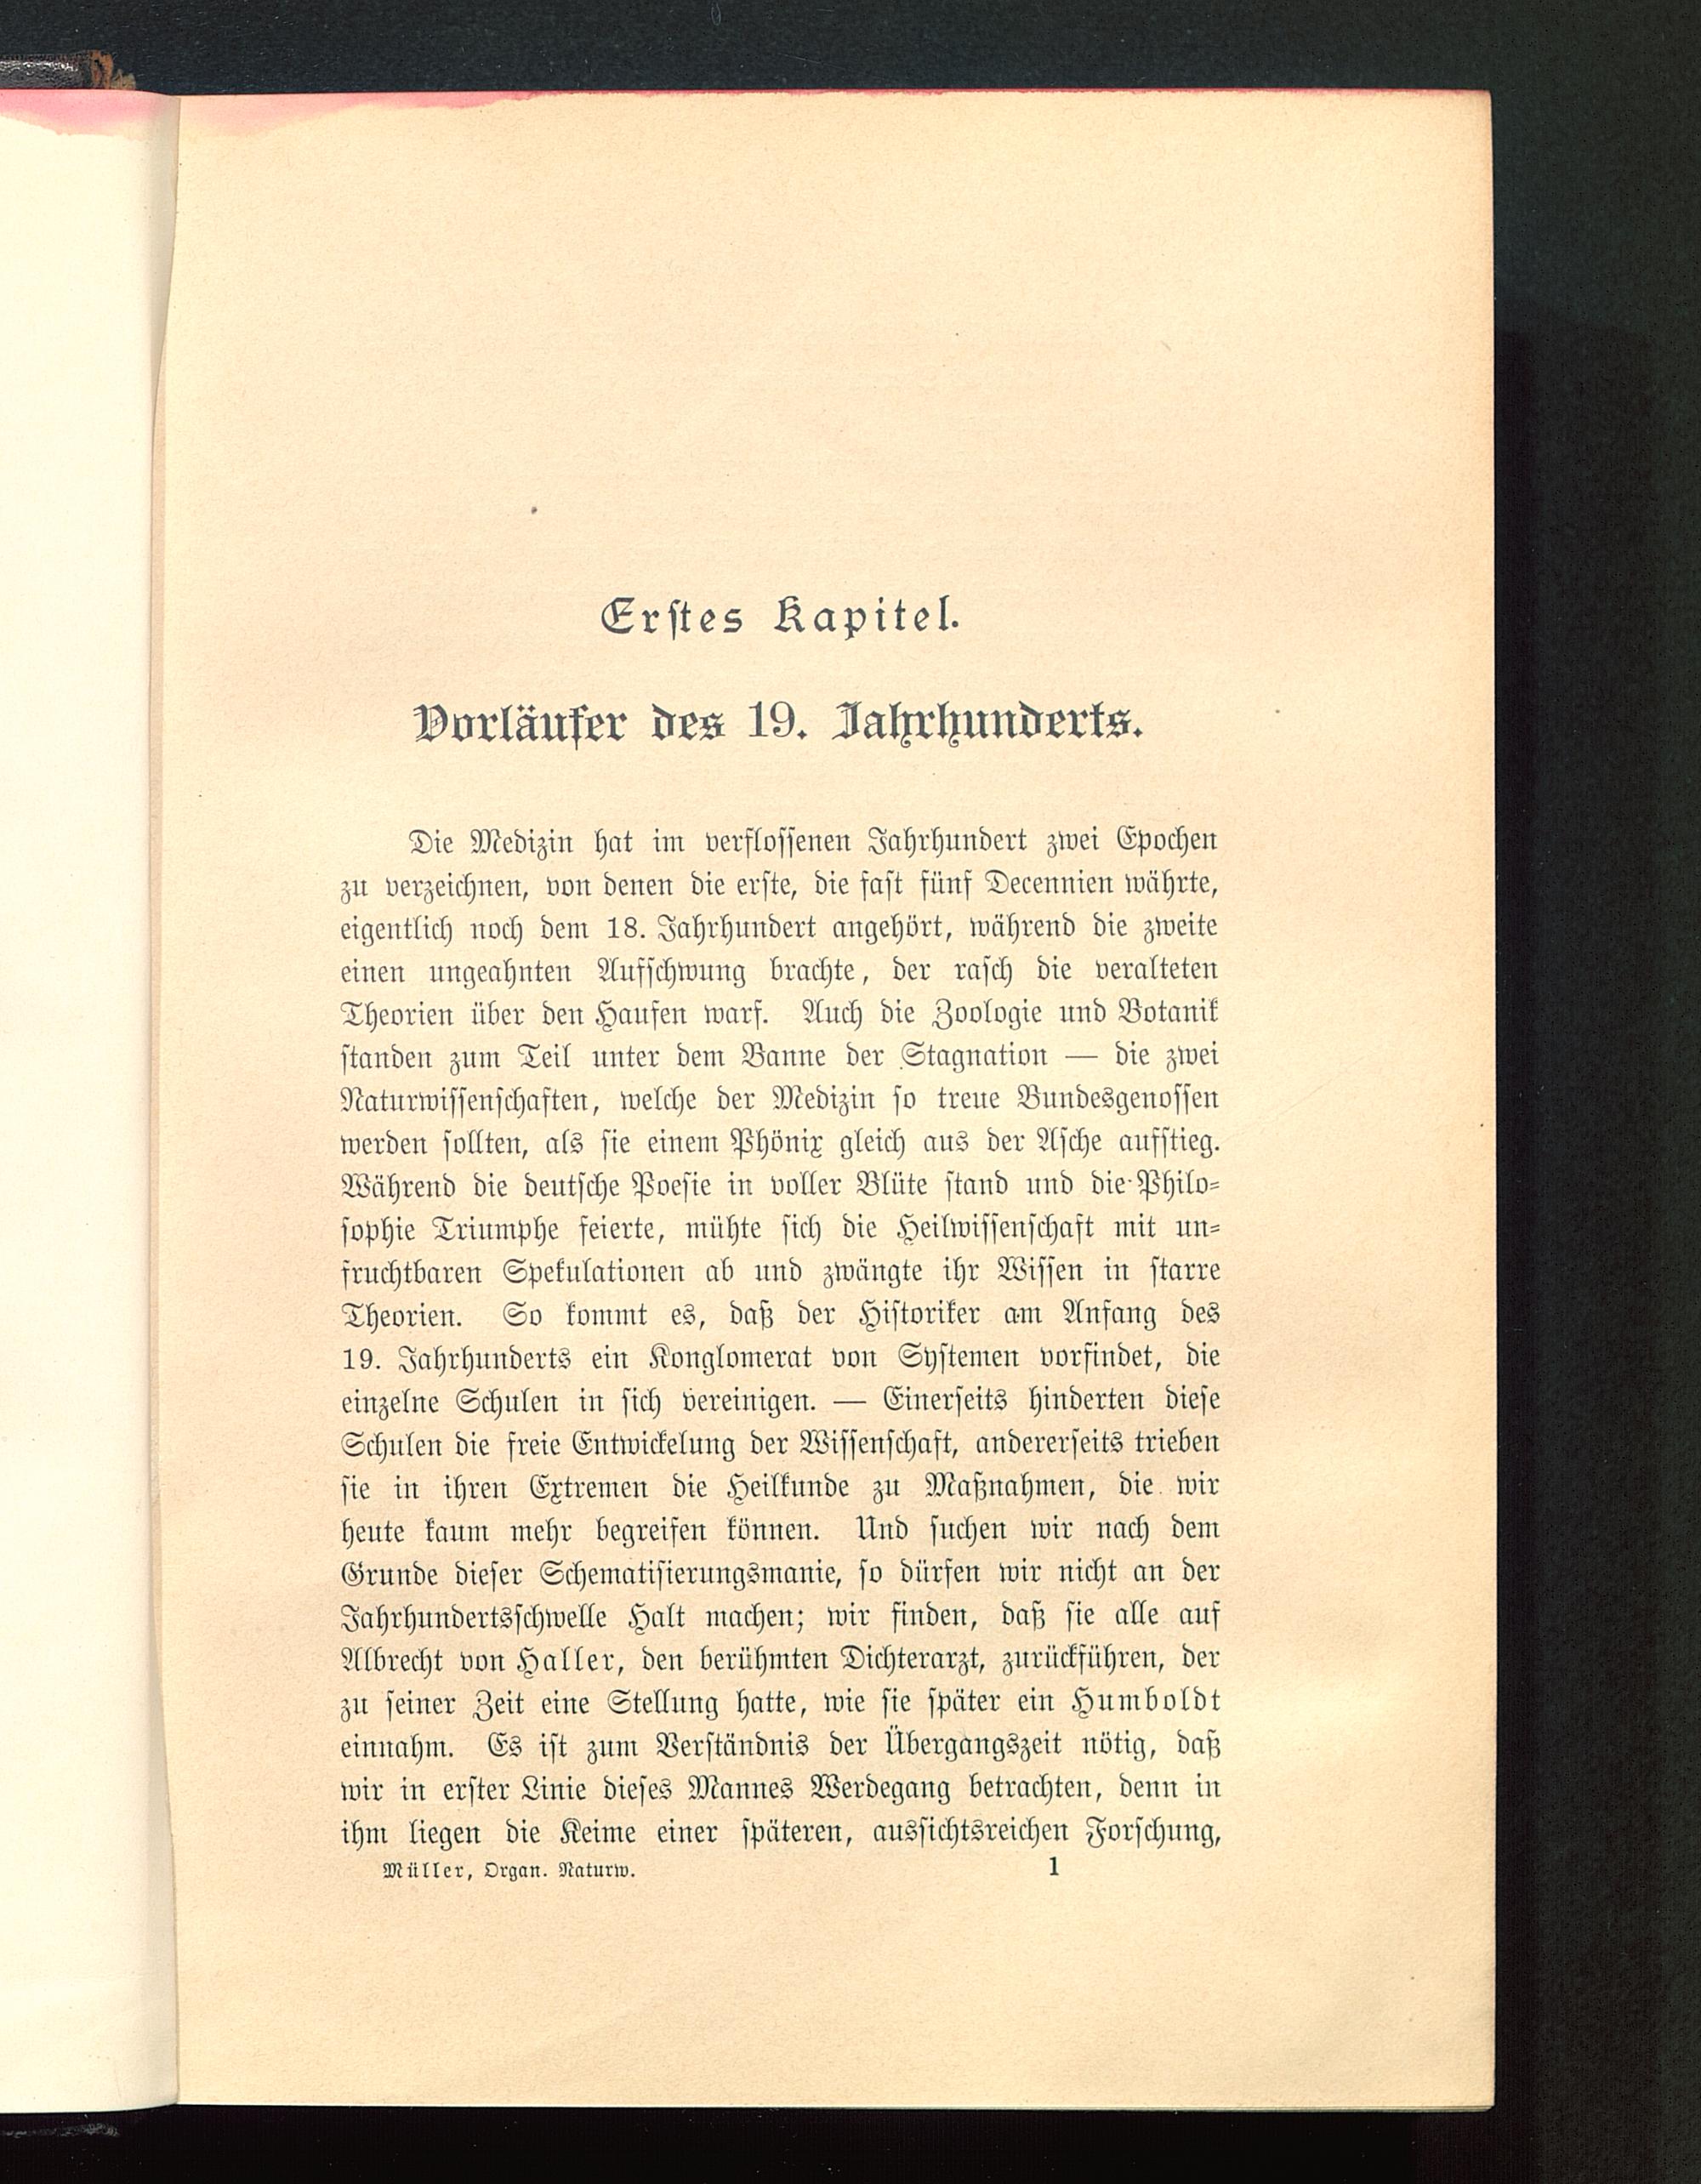 Erstes Kapitel.
Vorläufer des 19. Jahrhunderts.
Die Medizin hat im verflossenen Jahrhundert zwei Epochen
zu verzeichnen, von denen die erste, die fast fünf Decennien währte,
eigentlich noch dem 18. Jahrhundert angehört, während die zweite
einen ungeahnten Aufschwung brachte, der rasch die veralteten
Theorien über den Haufen warf. Auch die Zoologie und Botanik
standen zum Teil unter dem Banne der Stagnation — die zwei
Naturwissenschaften, welche der Medizin so treue Bundesgenossen
werden sollten, als sie einem Phönix gleich aus der Asche aufstieg.
Während die deutsche Poesie in voller Blüte stand und die Philo-
sophie Triumphe feierte, mühte sich die Heilwissenschaft mit un-
fruchtbaren Spekulationen ab und zwängte ihr Wissen in starre
Theorien. So kommt es, daß der Historiker am Anfang des
19. Jahrhunderts ein Konglomerat von Systemen vorfindet, die
einzelne Schulen in sich vereinigen. — Einerseits hinderten diese
Schulen die freie Entwickelung der Wissenschaft, andererseits trieben
sie in ihren Extremen die Heilkunde zu Maßnahmen, die wir
heute kaum mehr begreifen können. Und suchen wir nach dem
Grunde dieser Schematisierungsmanie, so dürfen wir nicht an der
Jahrhundertsschwelle Halt machen; wir finden, daß sie alle auf
Albrecht von Haller, den berühmten Dichterarzt, zurückführen, der
zu seiner Zeit eine Stellung hatte, wie sie später ein Humboldt
einnahm. Es ist zum Verständnis der Übergangszeit nötig, daß
wir in erster Linie dieses Mannes Werdegang betrachten, denn in
ihm liegen die Keime einer späteren, aussichtsreichen Forschung,
Müller, Organ. Naturw. 1